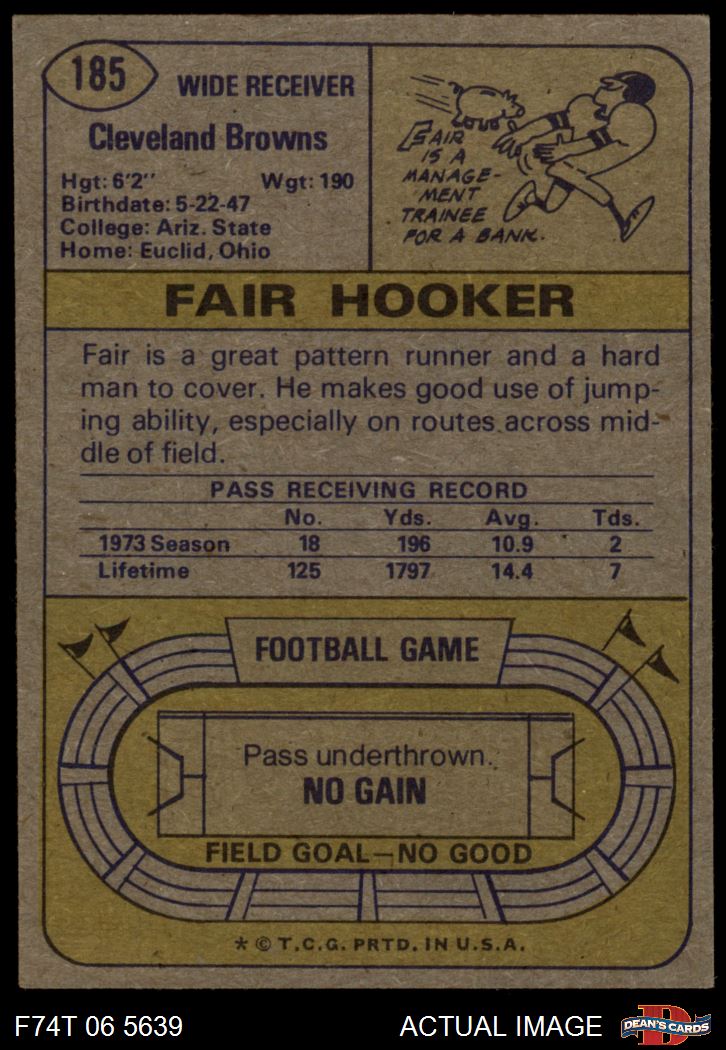 185
WIDE RECEIVER
Cleveland Browns
Hgt: 6'2" Wgt: 190
Birthdate: 5-22-47
College: Ariz. State
Home: Euclid, Ohio
FAIR
IS A
MANAGE-
MENT
TRAINEE
FOR A BANK.
FAIR HOOKER
Fair is a great pattern runner and a hard
man to cover. He makes good use of jump-
ing ability, especially on routes across mid-
dle of field.
PASS RECEIVING RECORD
No. Yds. Avg. Tds.
1973 Season 18 196 10.9 2
Lifetime 125 1797 14.4 7
FOOTBALL GAME
Pass underthrown.
NO GAIN
FIELD GOAL—NO GOOD
* © T.C.G. PRTD. IN U.S.A.
F74T 06 5639 ACTUAL IMAGE
D
DEAN'S CARDS